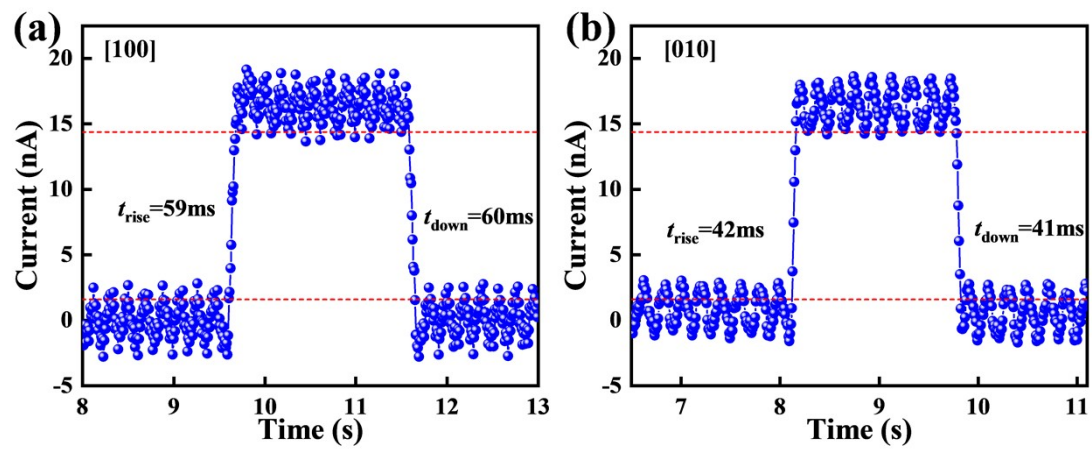 (a)
[100]
20
15
10
5
0
-5
Current (nA)
t_rise=59ms
t_down=60ms
8 9 10 11 12 13
Time (s)
(b)
[010]
20
15
10
5
0
-5
Current (nA)
t_rise=42ms
t_down=41ms
7 8 9 10 11
Time (s)